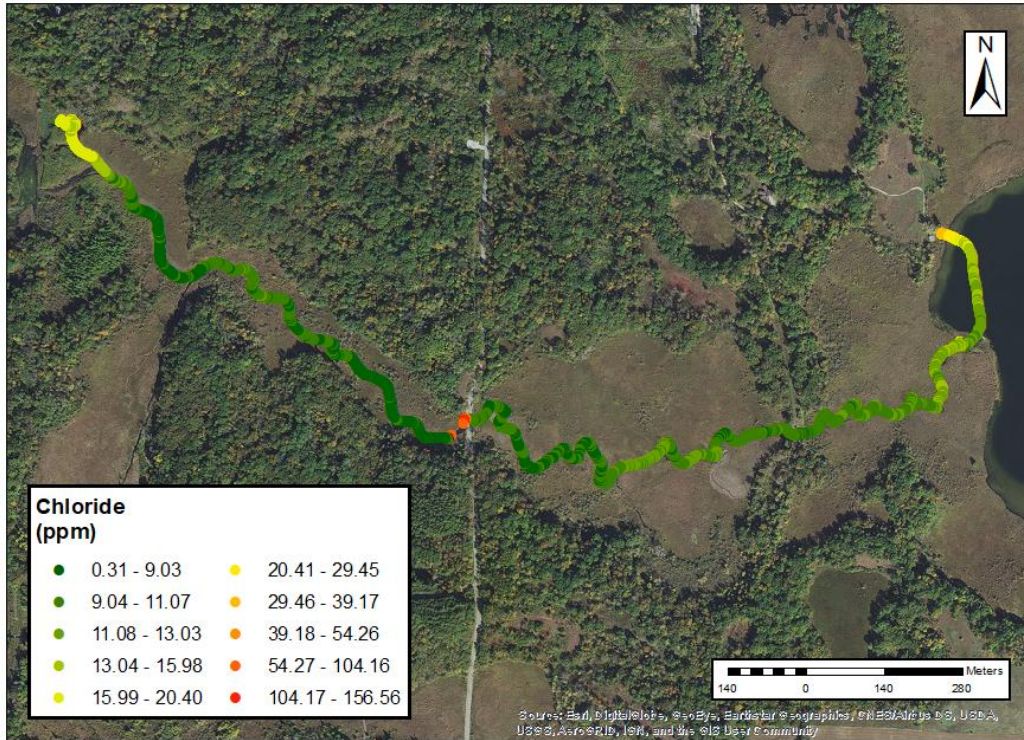 N
Chloride
(ppm)
0.31 - 9.03
9.04 - 11.07
11.08 - 13.03
13.04 - 15.98
15.99 - 20.40
20.41 - 29.45
29.46 - 39.17
39.18 - 54.26
54.27 - 104.16
104.17 - 156.56
Meters
140 0 140 280
Source: Esri, DigitalGlobe, GeoEye, Earthstar Geographics, CNES/Airbus DS, USDA,
USGS, AeroGRID, IGN, and the GIS User Community